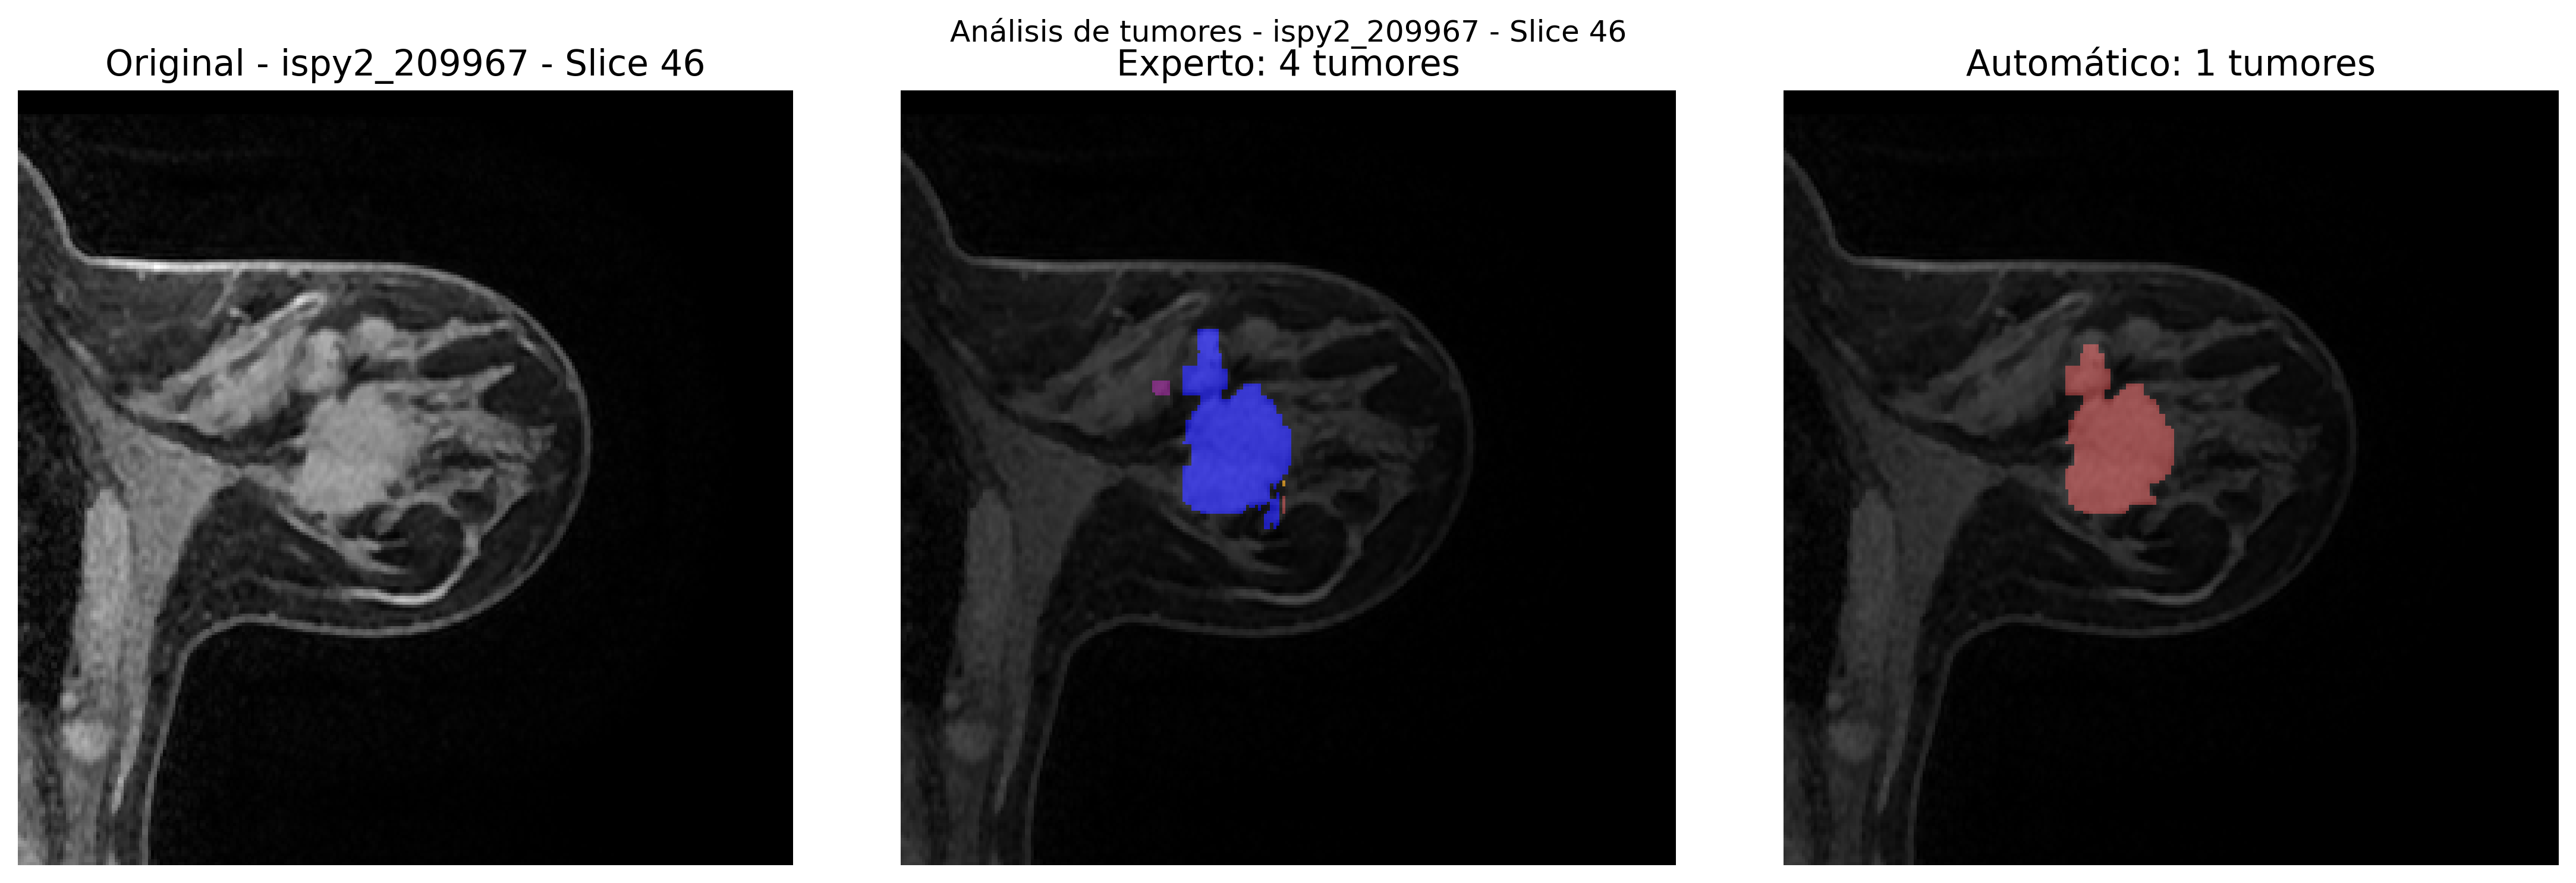 Análisis de tumores - ispy2_209967 - Slice 46
Original - ispy2_209967 - Slice 46
Experto: 4 tumores
Automático: 1 tumores